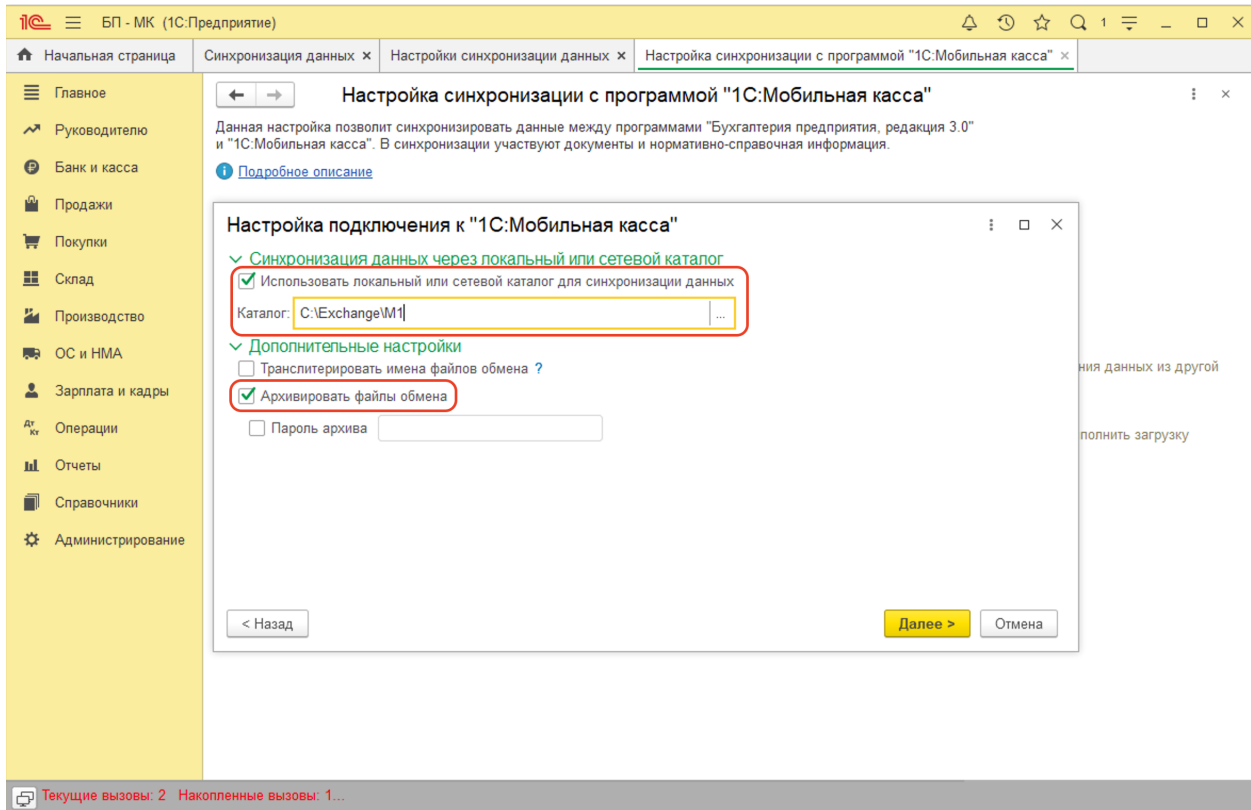 1С БП - МК (1С:Предприятие) 1
Начальная страница Синхронизация данных × Настройки синхронизации данных × Настройка синхронизации с программой "1С:Мобильная касса" ×
Главное
Руководителю
Банк и касса
Продажи
Покупки
Склад
Производство
ОС и НМА
Зарплата и кадры
Дт Кт Операции
Отчеты
Справочники
Администрирование
Настройка синхронизации с программой "1С:Мобильная касса"
Данная настройка позволит синхронизировать данные между программами "Бухгалтерия предприятия, редакция 3.0"
и "1С:Мобильная касса". В синхронизации участвуют документы и нормативно-справочная информация.
Подробное описание
Настройка подключения к "1С:Мобильная касса"
Синхронизация данных через локальный или сетевой каталог
Использовать локальный или сетевой каталог для синхронизации данных
Каталог: C:\Exchange\M1 ...
Дополнительные настройки
Транслитерировать имена файлов обмена ?
Архивировать файлы обмена
Пароль архива
ния данных из другой
полнить загрузку
< Назад Далее > Отмена
Текущие вызовы: 2 Накопленные вызовы: 1...